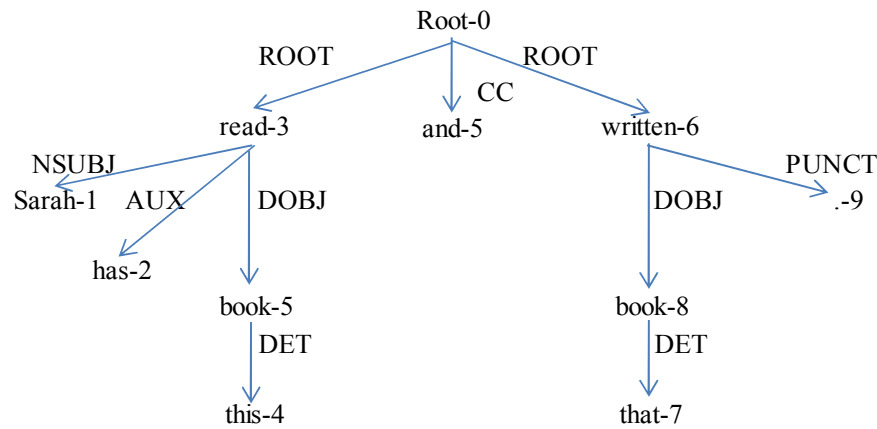 Root-0
ROOT ROOT
CC
read-3 and-5 written-6
NSUBJ PUNCT
Sarah-1 AUX DOBJ DOBJ .-9
has-2
book-5 book-8
DET DET
this-4 that-7